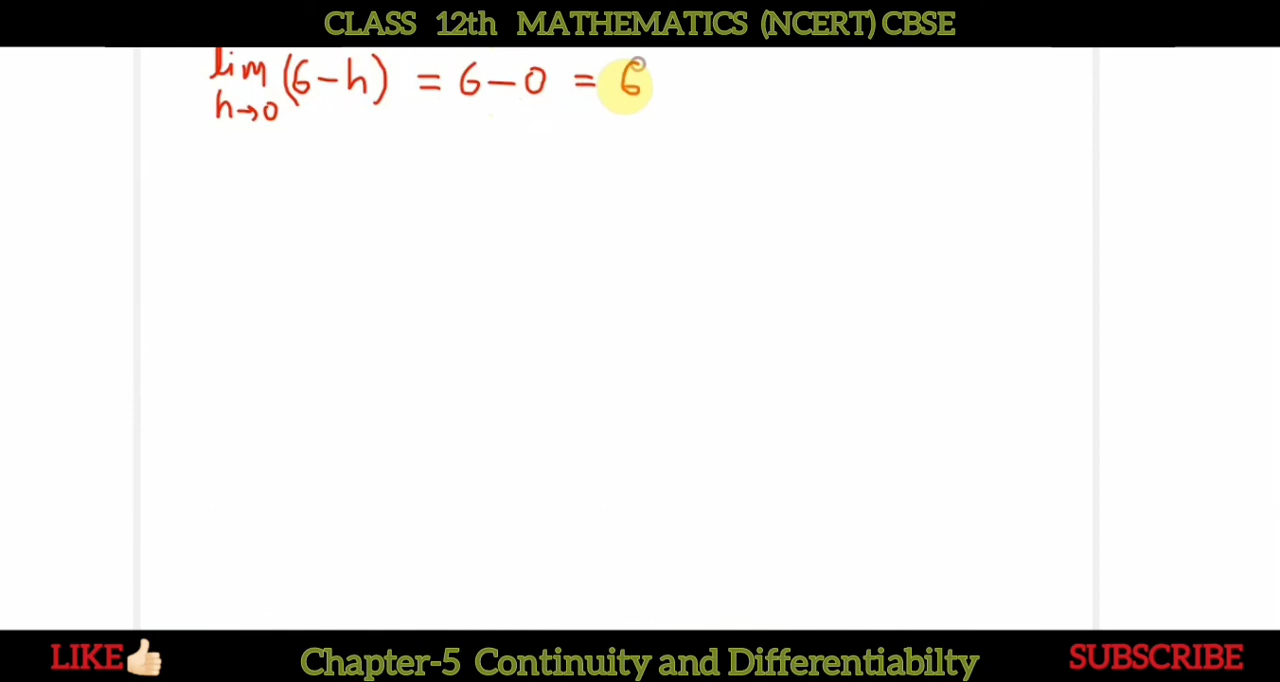 CLASS 12th MATHEMATICS (NCERT) CBSE
lim (6-h) = 6-0 = 6
h→0
LIKE👍🏻 Chapter-5 Continuity and Differentiabilty SUBSCRIBE